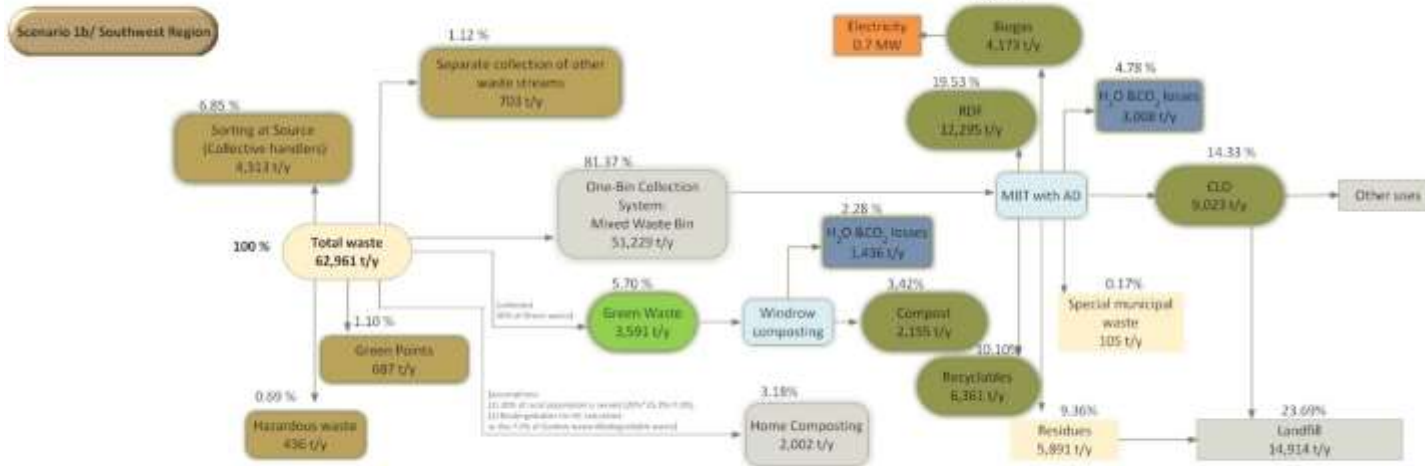 Scenario 1b/ Southwest Region
1.12 %
Separate collection of other
waste streams
703 t/y
6.85 %
Sorting at Source
(Collective handlers)
4,313 t/y
81.37 %
One-Bin Collection
System:
Mixed Waste Bin
51,229 t/y
100 %
Total waste
62,961 t/y
5.70 %
Green Waste
3,591 t/y
Windrow
composting
2.28 %
H₂O &CO₂ losses
1,436 t/y
3,42%
Compost
2,155 t/y
1.10 %
Green Points
687 t/y
0.69 %
Hazardous waste
436 t/y
3.18%
Home Composting
2,002 t/y
Electricity
0.7 MW
Biogas
4,173 t/y
19.53 %
RDF
12,295 t/y
4.78 %
H₂O &CO₂ losses
3,008 t/y
MBT with AD
14.33 %
CLO
9,023 t/y
Other uses
0.17%
Special municipal
waste
105 t/y
10.10%
Recyclables
6,361 t/y
9.36%
Residues
5,891 t/y
23.69%
Landfill
14,914 t/y